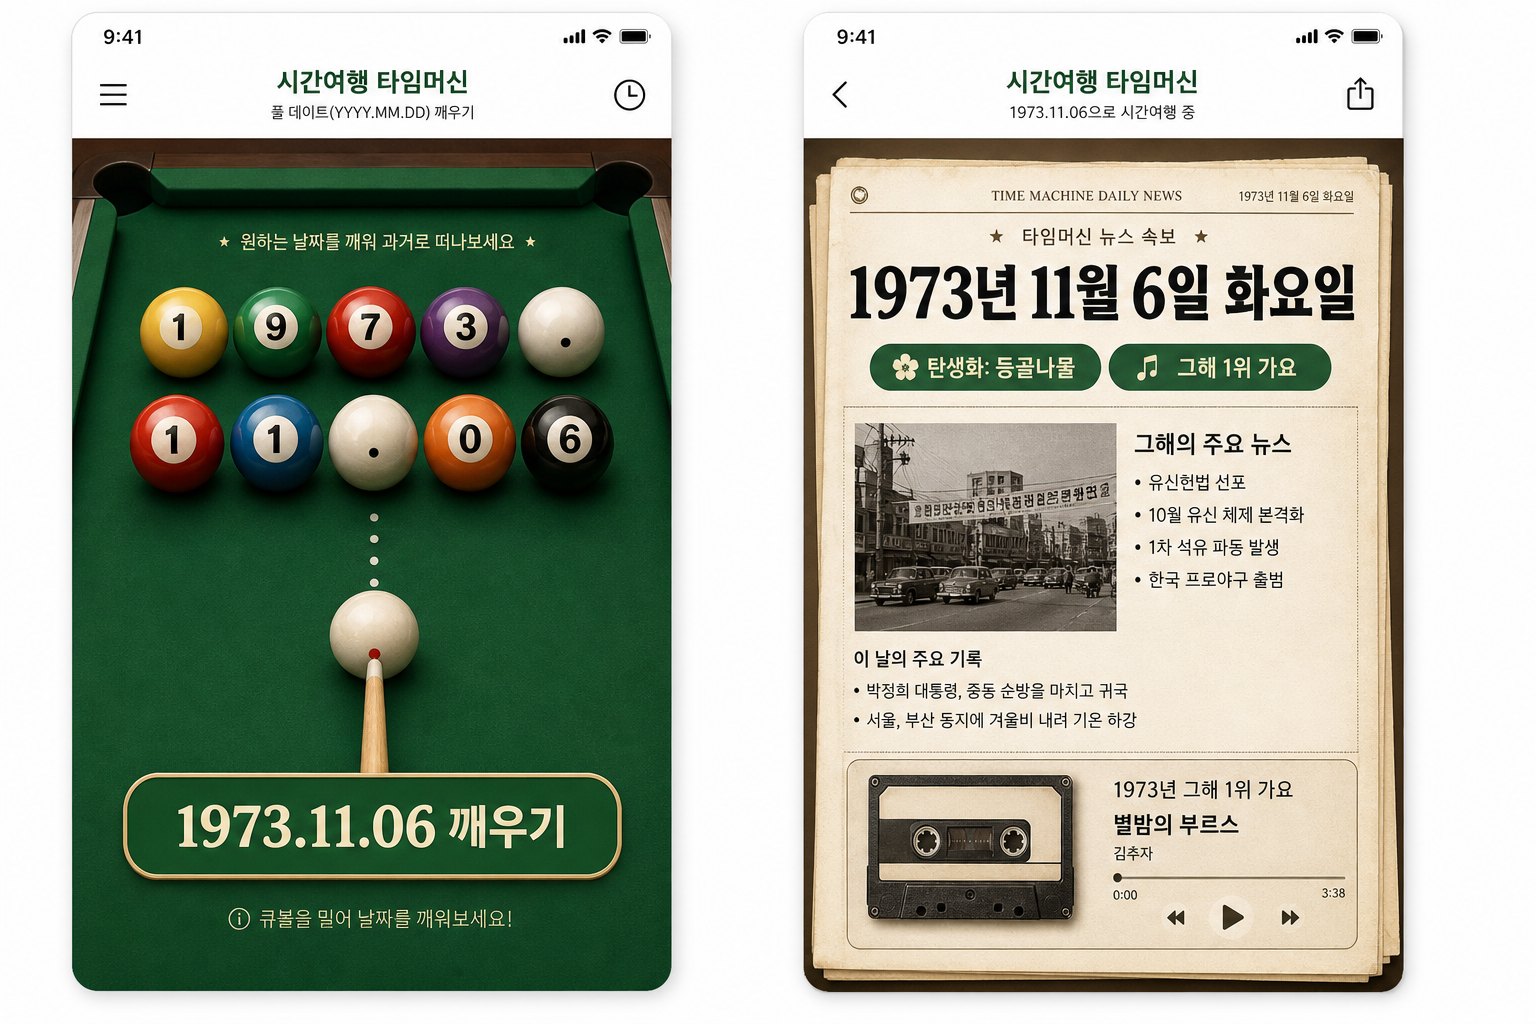 9:41
시간여행 타임머신
풀 데이트(YYYY.MM.DD) 깨우기
★ 원하는 날짜를 깨워 과거로 떠나보세요 ★
1 9 7 3 .
1 1 . 0 6
1973.11.06 깨우기
큐볼을 밀어 날짜를 깨워보세요!
9:41
시간여행 타임머신
1973.11.06으로 시간여행 중
TIME MACHINE DAILY NEWS
1973년 11월 6일 화요일
★ 타임머신 뉴스 속보 ★
1973년 11월 6일 화요일
탄생화: 등골나물
그해 1위 가요
그해의 주요 뉴스
• 유신헌법 선포
• 10월 유신 체제 본격화
• 1차 석유 파동 발생
• 한국 프로야구 출범
이 날의 주요 기록
• 박정희 대통령, 중동 순방을 마치고 귀국
• 서울, 부산 동지에 겨울비 내려 기온 하강
1973년 그해 1위 가요
별밤의 부르스
김추자
0:00
3:38